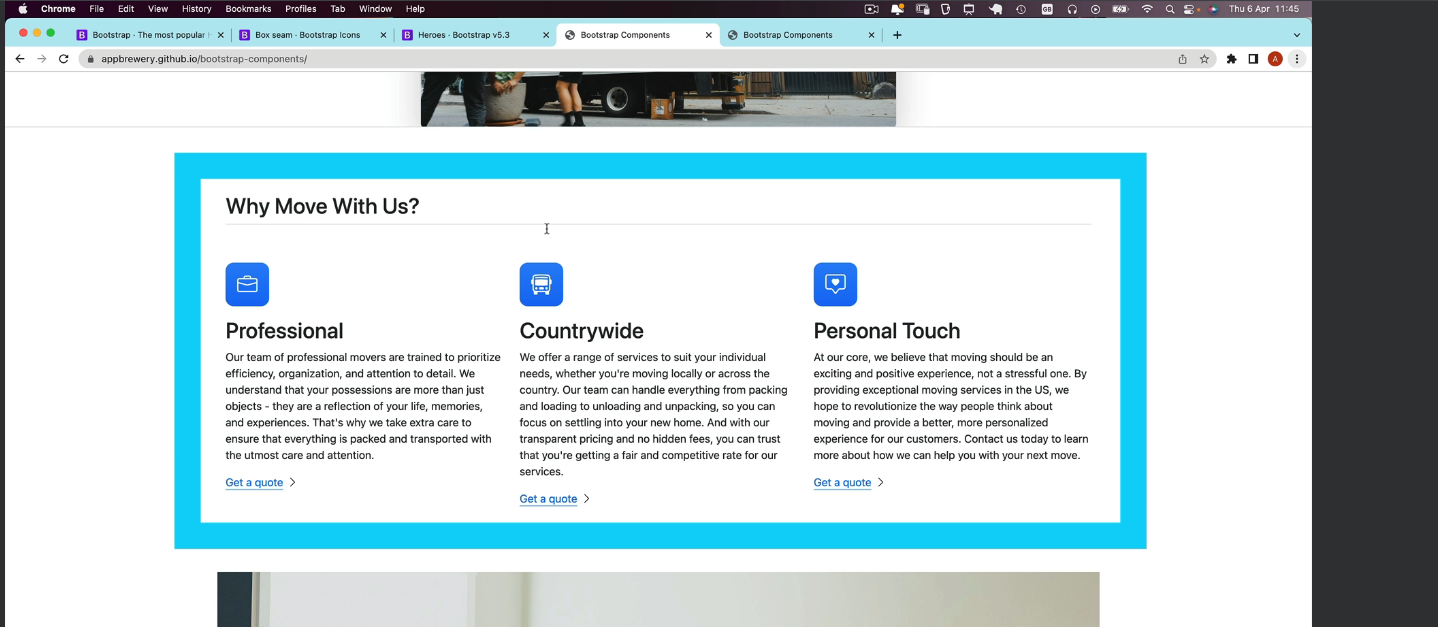 Chrome File Edit View History Bookmarks Profiles Tab Window Help GB Thu 6 Apr 11:45
B Bootstrap · The most popular B Box seam · Bootstrap Icons B Heroes · Bootstrap v5.3 Bootstrap Components Bootstrap Components
appbrewery.github.io/bootstrap-components/ A
Why Move With Us?
Professional
Our team of professional movers are trained to prioritize
efficiency, organization, and attention to detail. We
understand that your possessions are more than just
objects - they are a reflection of your life, memories,
and experiences. That's why we take extra care to
ensure that everything is packed and transported with
the utmost care and attention.
Get a quote
Countrywide
We offer a range of services to suit your individual
needs, whether you're moving locally or across the
country. Our team can handle everything from packing
and loading to unloading and unpacking, so you can
focus on settling into your new home. And with our
transparent pricing and no hidden fees, you can trust
that you're getting a fair and competitive rate for our
services.
Get a quote
Personal Touch
At our core, we believe that moving should be an
exciting and positive experience, not a stressful one. By
providing exceptional moving services in the US, we
hope to revolutionize the way people think about
moving and provide a better, more personalized
experience for our customers. Contact us today to learn
more about how we can help you with your next move.
Get a quote